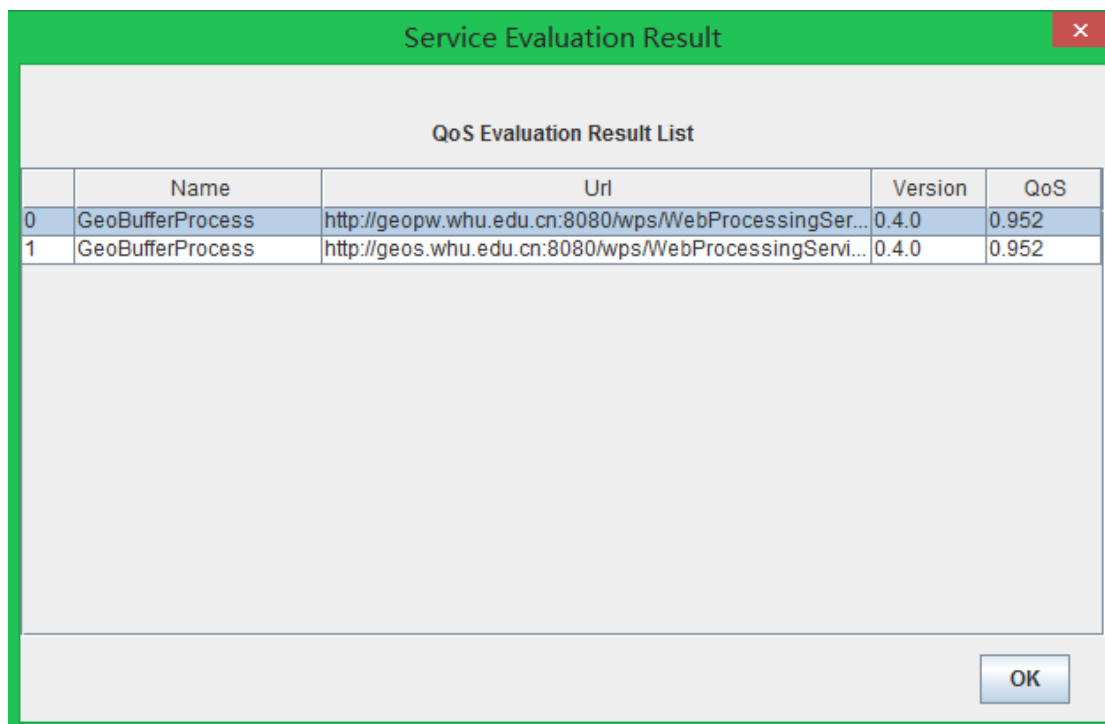 Service Evaluation Result
×
QoS Evaluation Result List
Name Url Version QoS
0 GeoBufferProcess http://geopw.whu.edu.cn:8080/wps/WebProcessingSer... 0.4.0 0.952
1 GeoBufferProcess http://geos.whu.edu.cn:8080/wps/WebProcessingServi... 0.4.0 0.952
OK